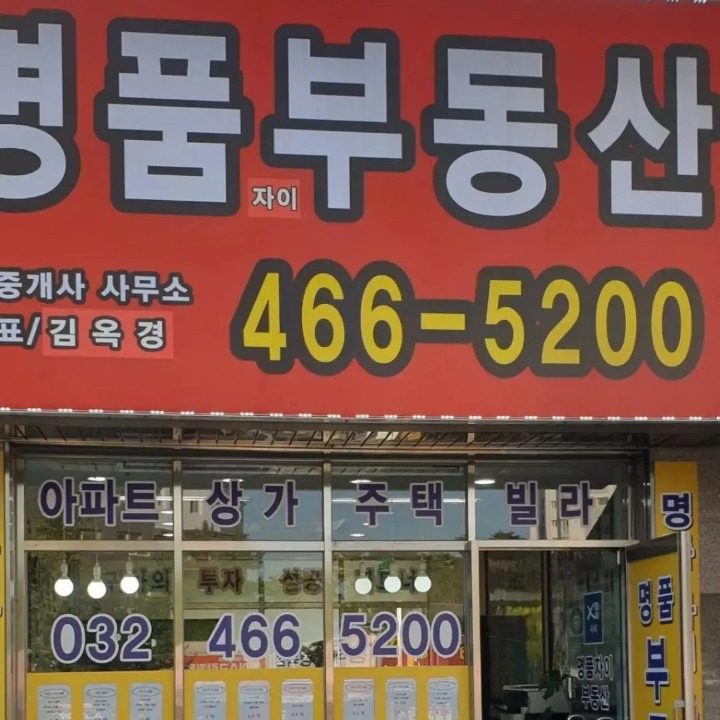 명품부동산
자이
중개사 사무소
표/김옥경
466-5200
아파트 상가 주택 빌라
투자
032 466 5200
명
명품
부
명품자이
부동산